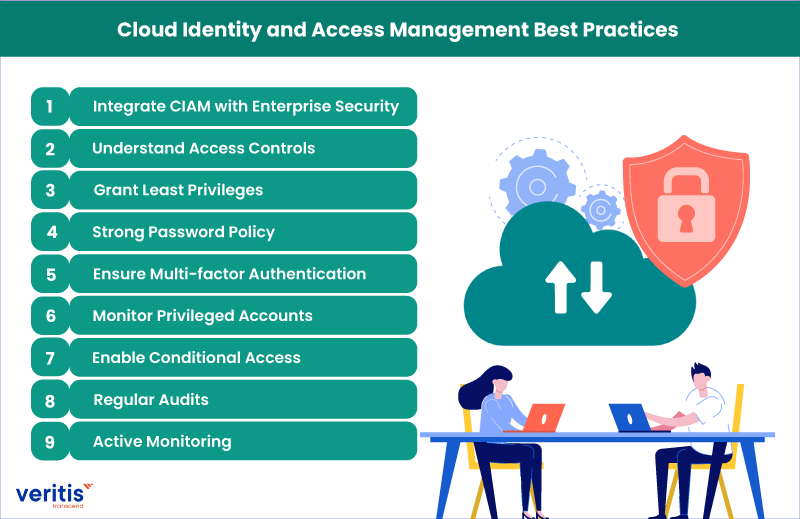 Cloud Identity and Access Management Best Practices
1 Integrate CIAM with Enterprise Security
2 Understand Access Controls
3 Grant Least Privileges
4 Strong Password Policy
5 Ensure Multi-factor Authentication
6 Monitor Privileged Accounts
7 Enable Conditional Access
8 Regular Audits
9 Active Monitoring
veritis
transcend